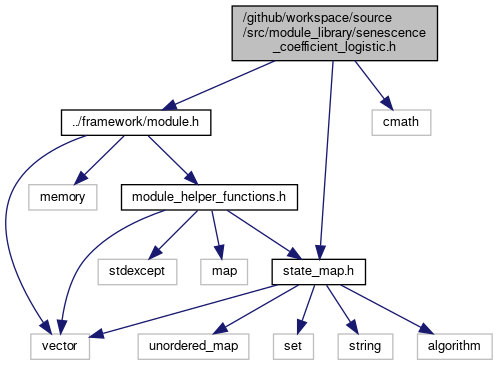 /github/workspace/source
/src/module_library/senescence
_coefficient_logistic.h
../framework/module.h
cmath
memory
module_helper_functions.h
stdexcept
map
state_map.h
vector
unordered_map
set
string
algorithm